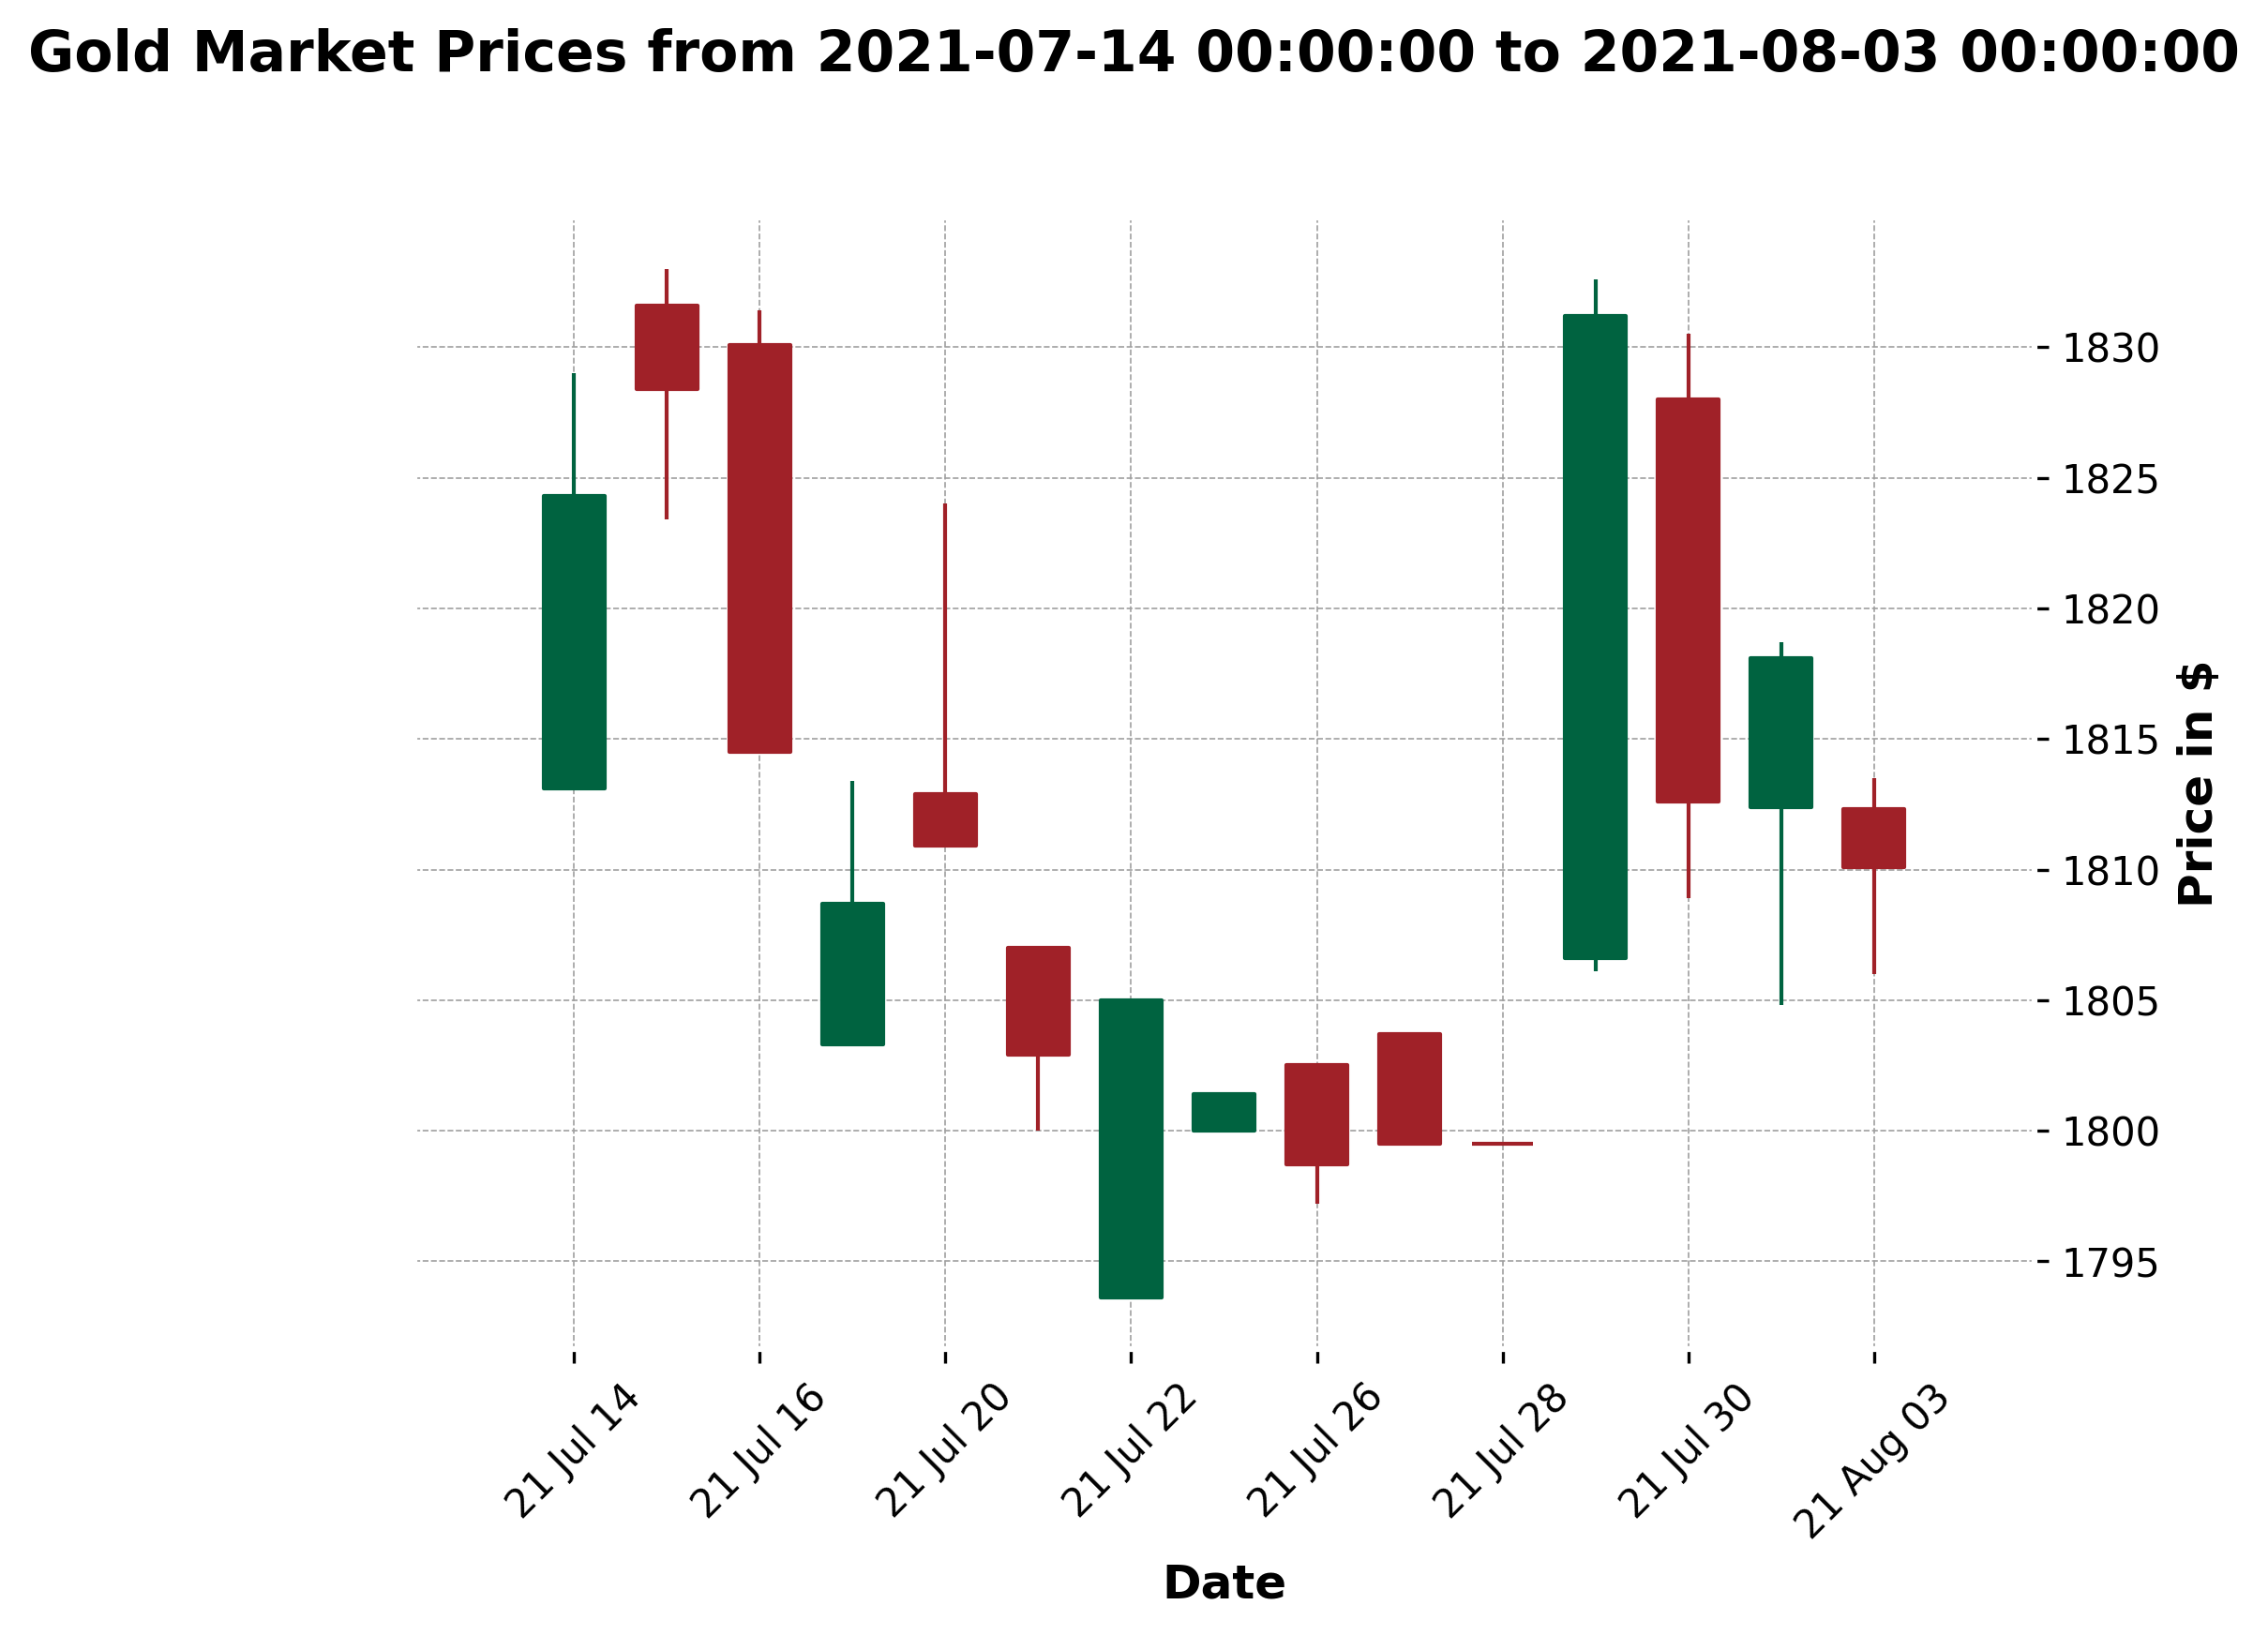 Gold Market Prices from 2021-07-14 00:00:00 to 2021-08-03 00:00:00
1830
1825
1820
1815
1810
1805
1800
1795
Price in $
21 Jul 14
21 Jul 16
21 Jul 20
21 Jul 22
21 Jul 26
21 Jul 28
21 Jul 30
21 Aug 03
Date